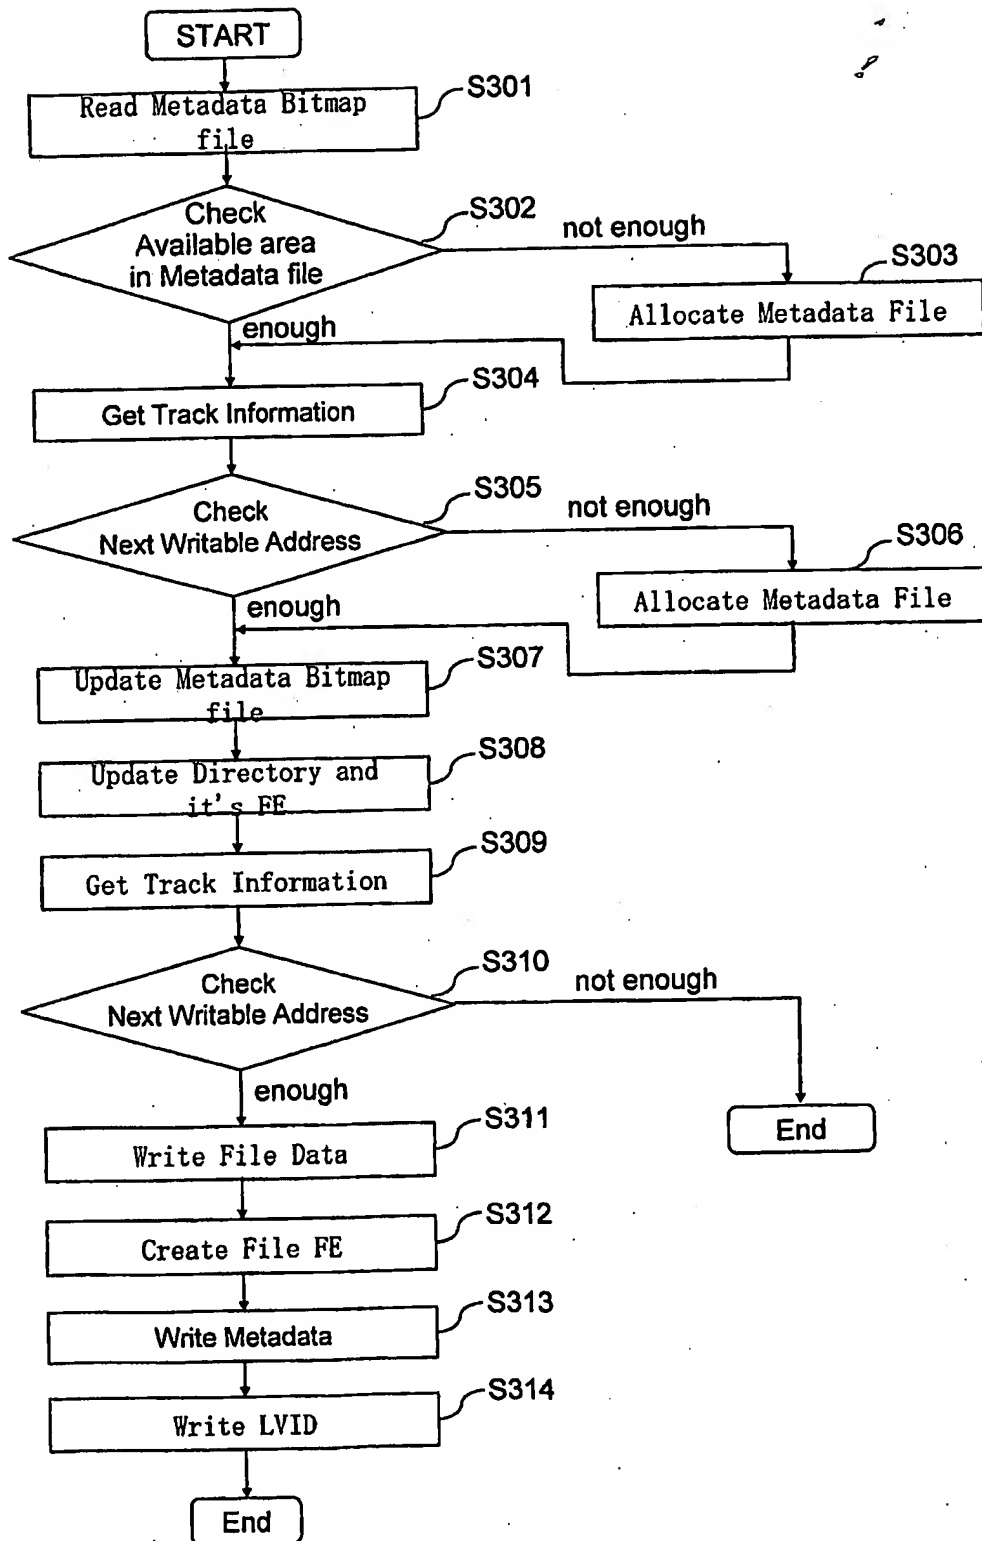 START
S301
Read Metadata Bitmap
file
S302
Check
Available area
in Metadata file
not enough
S303
Allocate Metadata File
enough
S304
Get Track Information
S305
Check
Next Writable Address
not enough
S306
Allocate Metadata File
enough
S307
Update Metadata Bitmap
file
S308
Update Directory and
it's FE
S309
Get Track Information
S310
Check
Next Writable Address
not enough
enough
S311
Write File Data
End
S312
Create File FE
S313
Write Metadata
S314
Write LVID
End